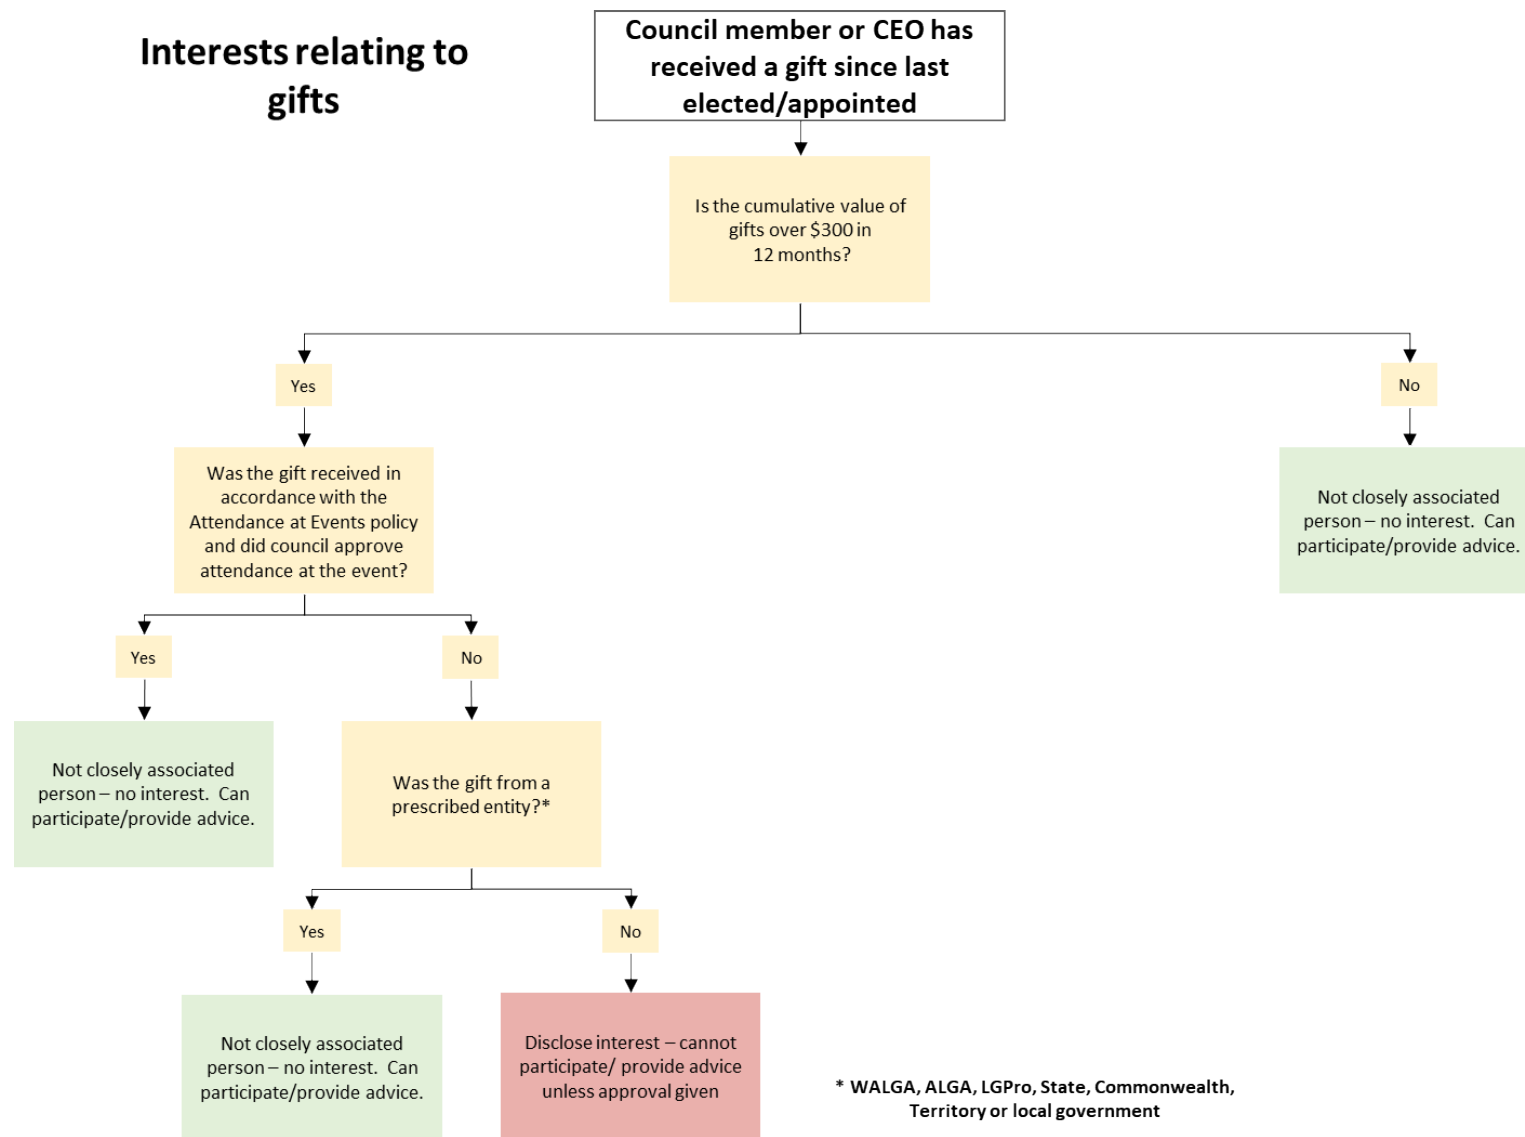 Interests relating to
gifts
Council member or CEO has
received a gift since last
elected/appointed
Is the cumulative value of
gifts over $300 in
12 months?
Yes
No
Was the gift received in
accordance with the
Attendance at Events policy
and did council approve
attendance at the event?
Not closely associated
person – no interest.  Can
participate/provide advice.
Yes
No
Not closely associated
person – no interest.  Can
participate/provide advice.
Was the gift from a
prescribed entity?*
Yes
No
Not closely associated
person – no interest.  Can
participate/provide advice.
Disclose interest – cannot
participate/ provide advice
unless approval given
* WALGA, ALGA, LGPro, State, Commonwealth,
Territory or local government